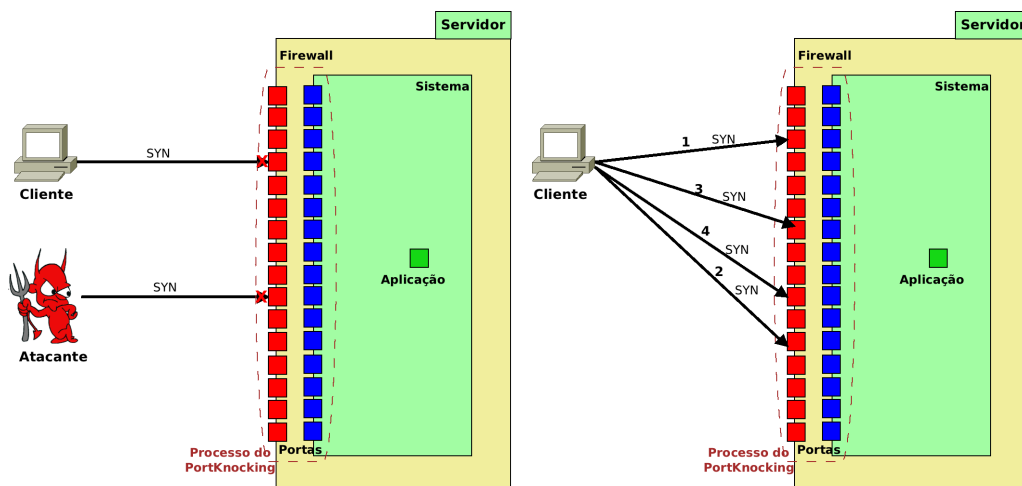 Servidor
Firewall
Sistema
SYN
Cliente
Aplicação
SYN
Atacante
Portas
Processo do
PortKnocking
Servidor
Firewall
Sistema
1
SYN
Cliente
3
SYN
4
SYN
2
SYN
Aplicação
Portas
Processo do
PortKnocking